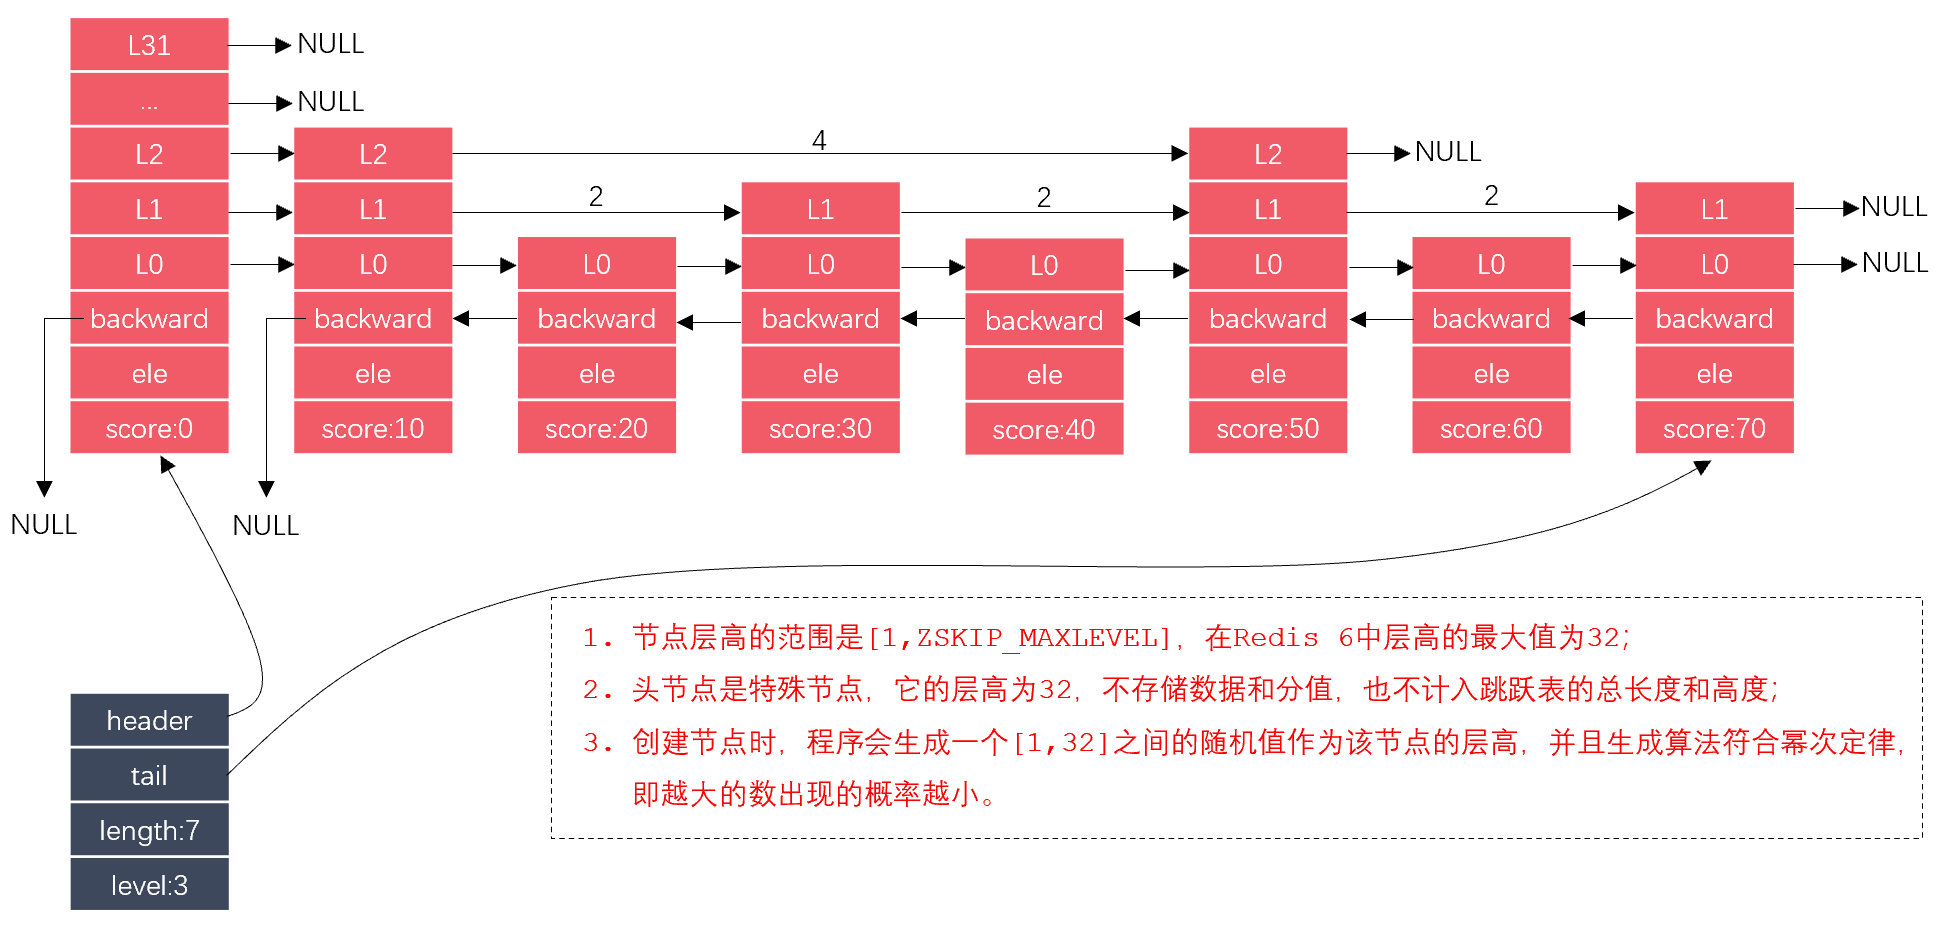 L31
NULL
...
NULL
L2
L2
4
L2
NULL
L1
L1
2
L1
2
L1
2
L1
NULL
L0
L0
L0
L0
L0
L0
L0
L0
NULL
backward
backward
backward
backward
backward
backward
backward
backward
ele
ele
ele
ele
ele
ele
ele
ele
score:0
score:10
score:20
score:30
score:40
score:50
score:60
score:70
NULL
NULL
header
tail
length:7
level:3
1. 节点层高的范围是[1,ZSKIP_MAXLEVEL]，在Redis 6中层高的最大值为32；
2. 头节点是特殊节点，它的层高为32，不存储数据和分值，也不计入跳跃表的总长度和高度；
3. 创建节点时，程序会生成一个[1,32]之间的随机值作为该节点的层高，并且生成算法符合幂次定律，
即越大的数出现的概率越小。